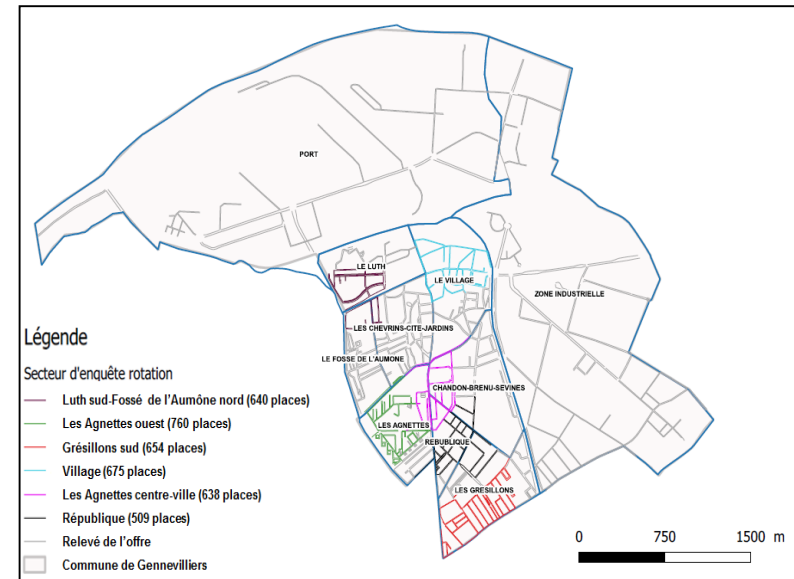 PORT
LE LUTH
LE VILLAGE
ZONE INDUSTRIELLE
LES CHEVRINS-CITE-JARDINS
LE FOSSE DE L'AUMONE
CHANDON-BRENU-SEVINES
LES AGNETTES
REBUBLIQUE
LES GRESILLONS
Légende
Secteur d'enquête rotation
Luth sud-Fossé de l'Aumône nord (640 places)
Les Agnettes ouest (760 places)
Grésillons sud (654 places)
Village (675 places)
Les Agnettes centre-ville (638 places)
République (509 places)
Relevé de l'offre
Commune de Gennevilliers
0 750 1500 m